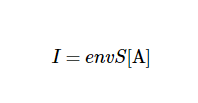 I = envS[A]